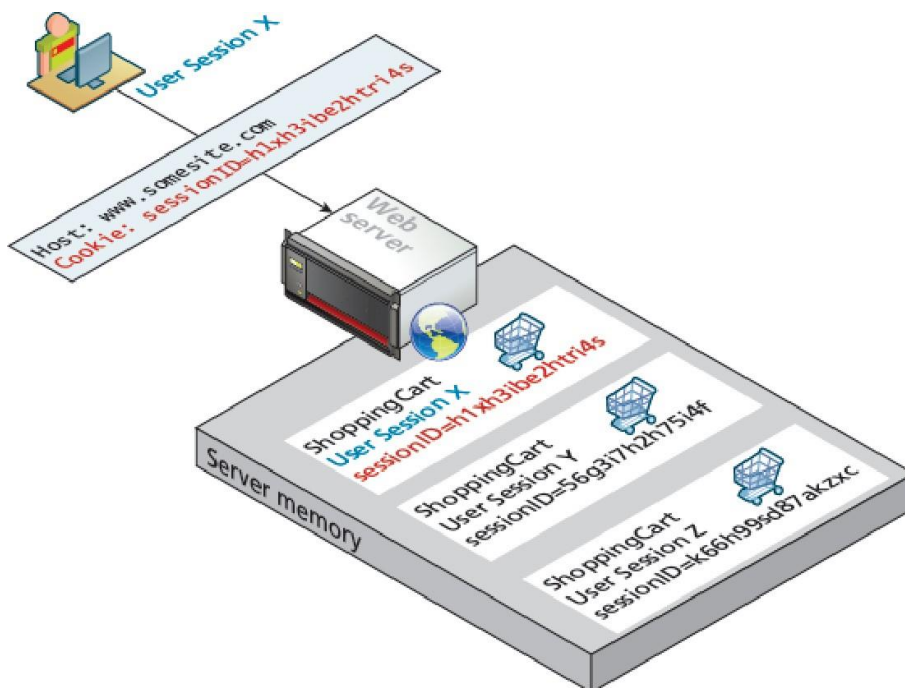 User Session X
Host: www.somesite.com
Cookie: sessionID=h1xh3ibe2htri4s
Web
server
ShoppingCart
User Session X
sessionID=h1xh3ibe2htri4s
ShoppingCart
User Session Y
sessionID=56g3i7h2h75i4f
ShoppingCart
User Session Z
sessionID=k66h99sd87akzxc
Server memory